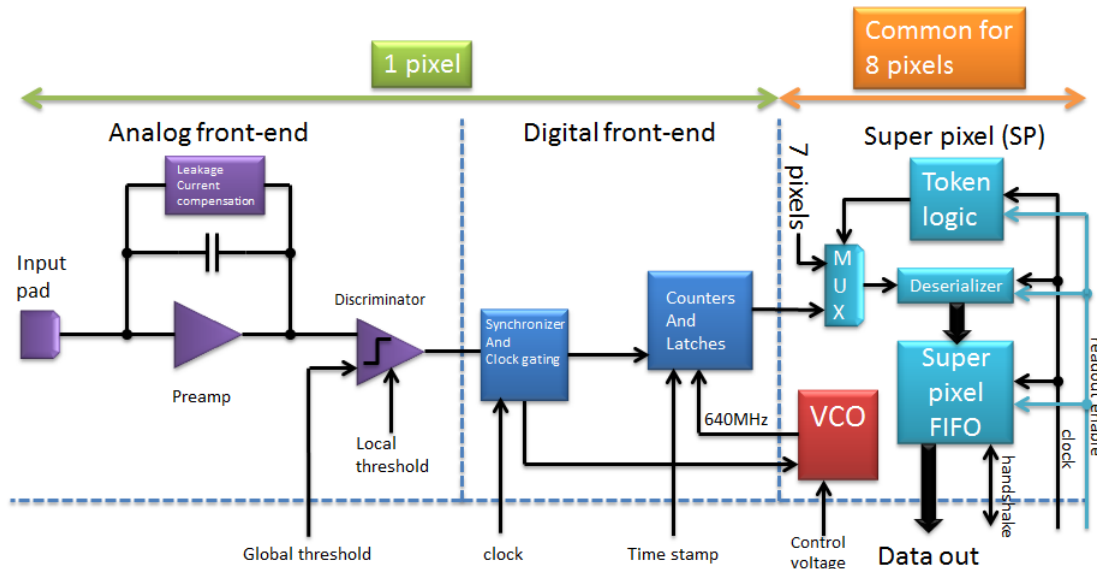 1 pixel
Common for
8 pixels
Analog front-end
Digital front-end
Super pixel (SP)
Leakage
Current
compensation
7 pixels
Token
logic
Input
pad
Discriminator
M
U
X
Deserializer
Counters
And
Latches
Synchronizer
And
Clock gating
Super
pixel
FIFO
readout enable
Preamp
640MHz
VCO
Local
threshold
clock
handshake
Global threshold
clock
Time stamp
Control
voltage
Data out